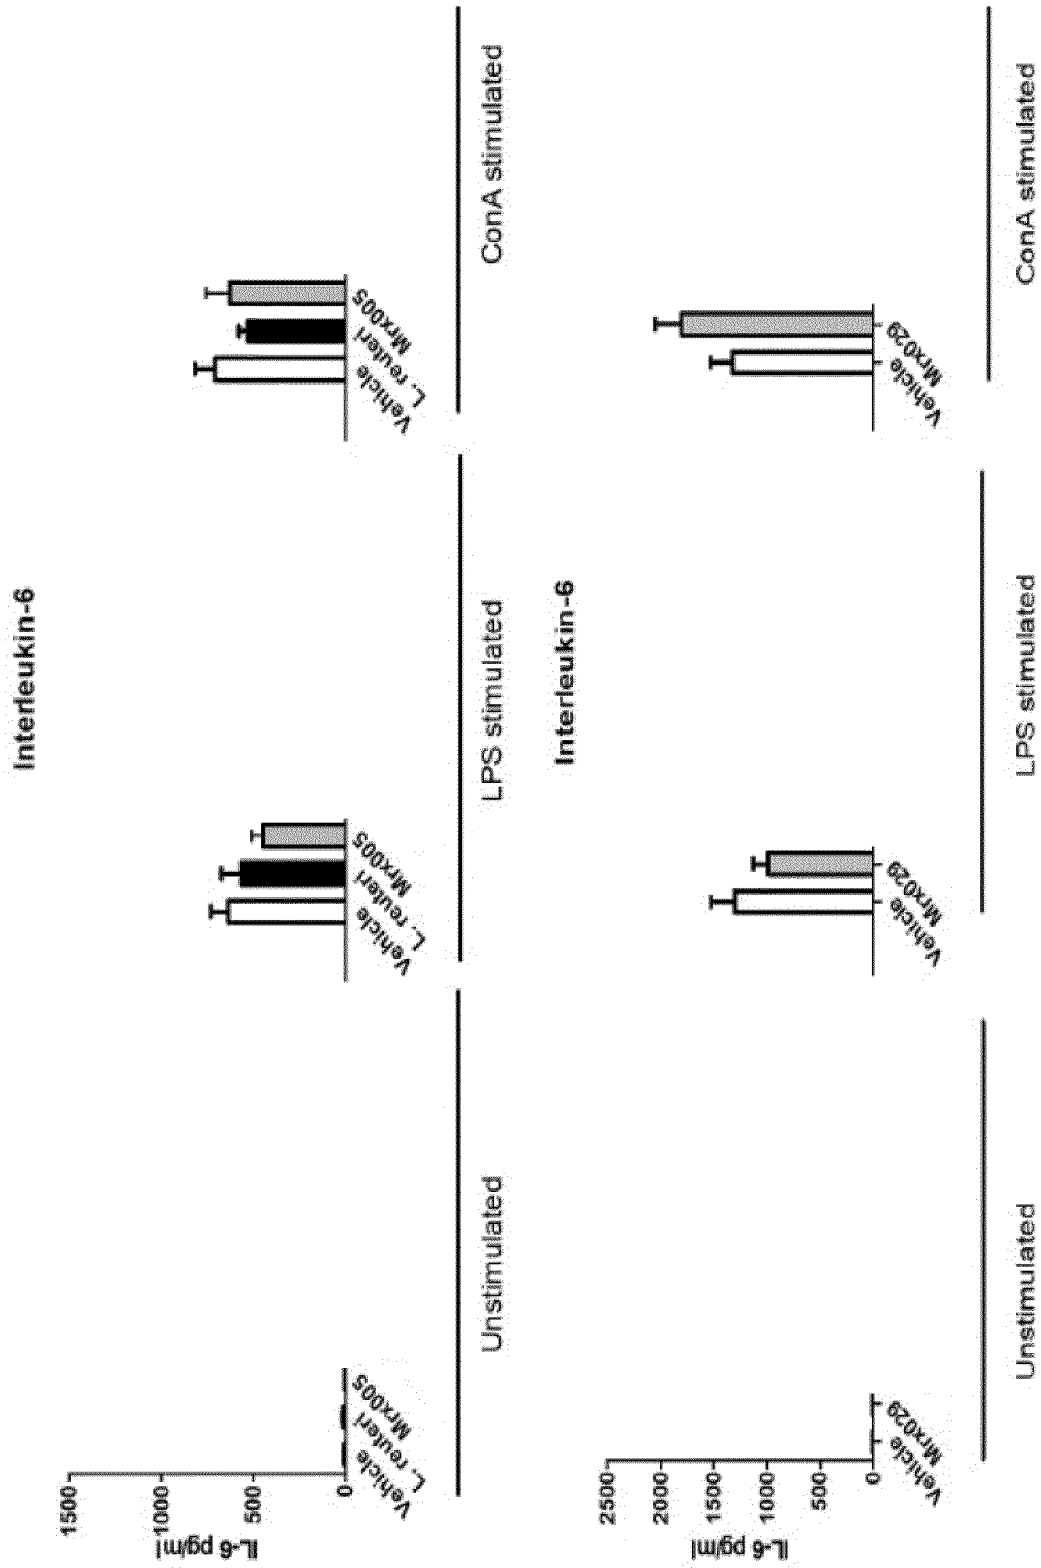 Interleukin-6
IL-6 pg/ml
1500
1000
500
0
Vehicle
L. reuteri
Mrx005
Vehicle
L. reuteri
Mrx005
Vehicle
L. reuteri
Mrx005
Unstimulated
LPS stimulated
ConA stimulated
Interleukin-6
IL-6 pg/ml
2500
2000
1500
1000
500
0
Vehicle
Mrx029
Vehicle
Mrx029
Vehicle
Mrx029
Unstimulated
LPS stimulated
ConA stimulated